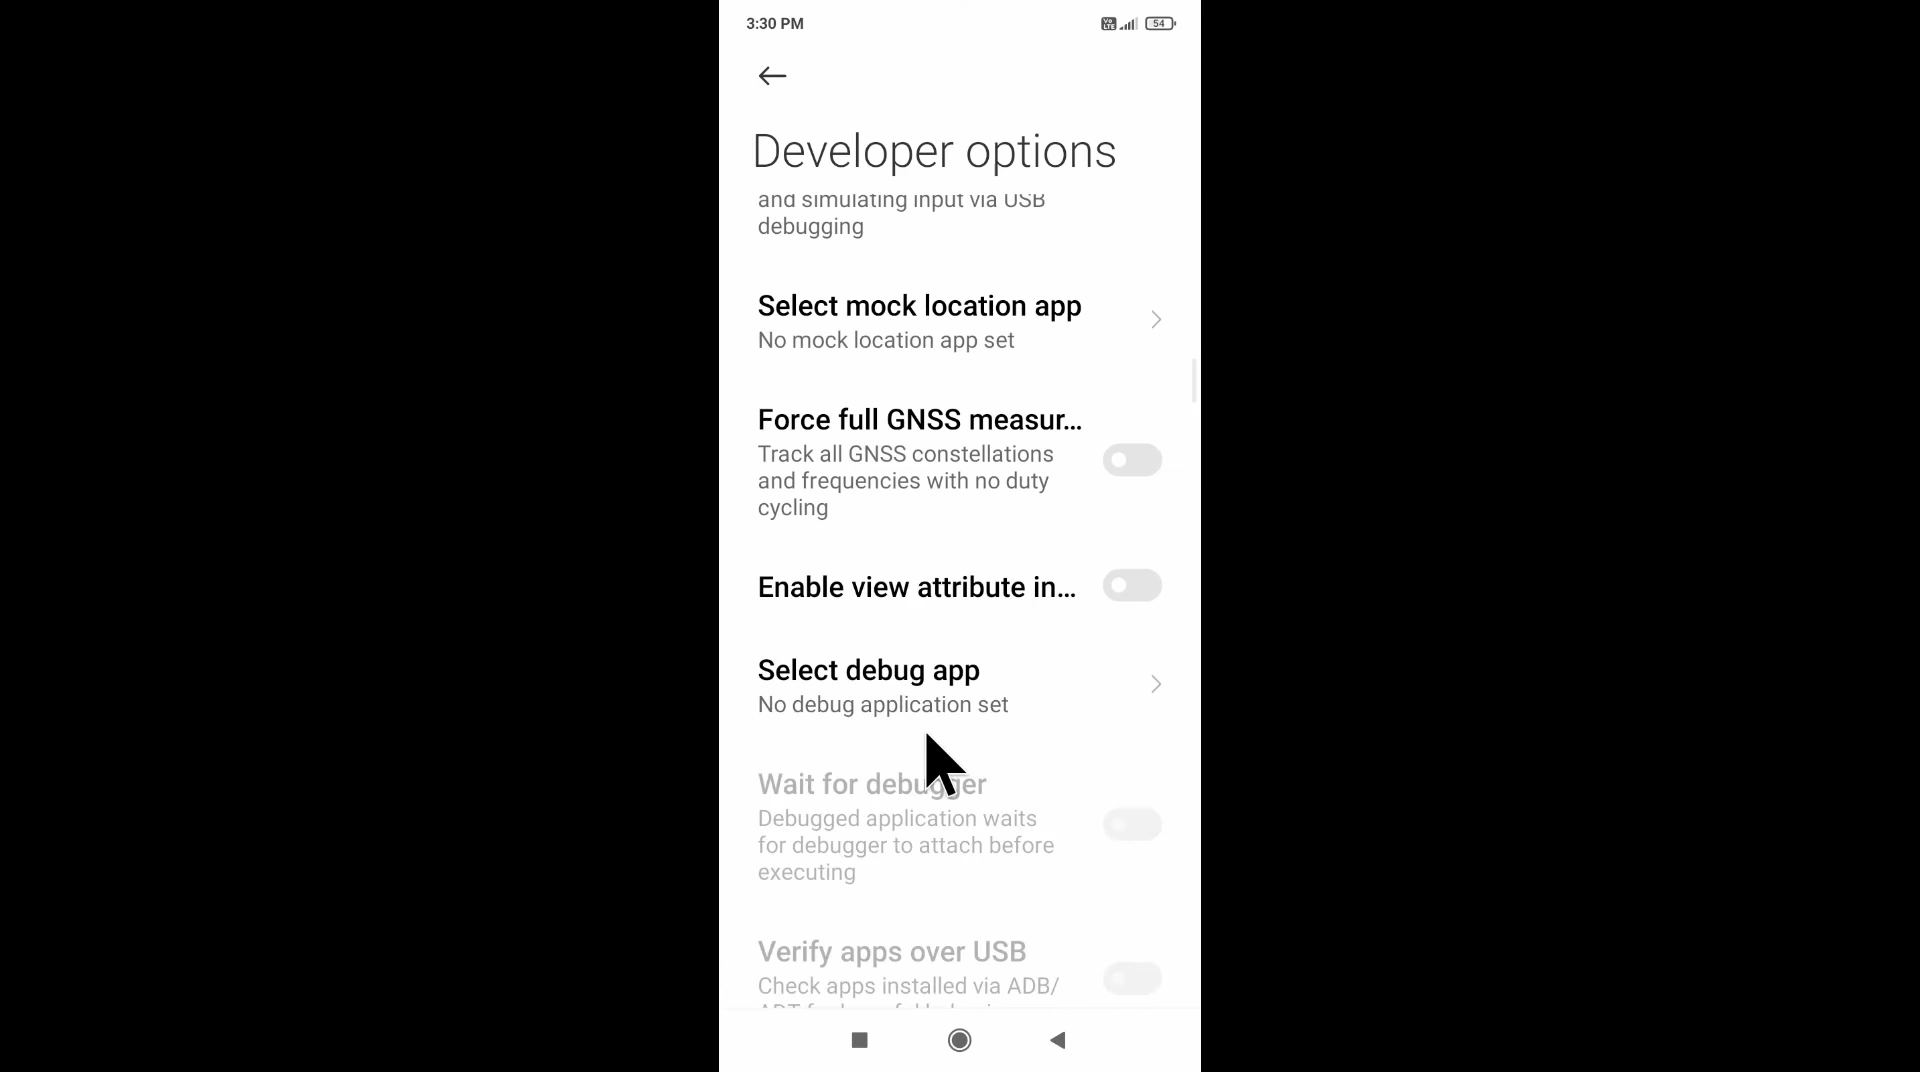 3:30 PM
Vo
LTE
54
Developer options
and simulating input via USB
debugging
Select mock location app
No mock location app set
Force full GNSS measur...
Track all GNSS constellations
and frequencies with no duty
cycling
Enable view attribute in...
Select debug app
No debug application set
Wait for debugger
Debugged application waits
for debugger to attach before
executing
Verify apps over USB
Check apps installed via ADB/